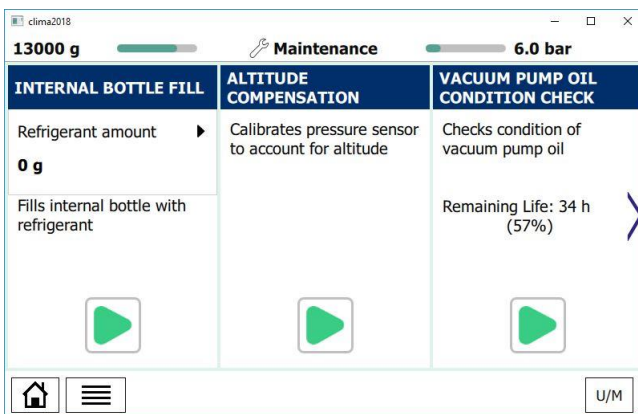 clima2018
13000 g
Maintenance
6.0 bar
INTERNAL BOTTLE FILL
Refrigerant amount
0 g
Fills internal bottle with
refrigerant
ALTITUDE
COMPENSATION
Calibrates pressure sensor
to account for altitude
VACUUM PUMP OIL
CONDITION CHECK
Checks condition of
vacuum pump oil
Remaining Life: 34 h
(57%)
U/M